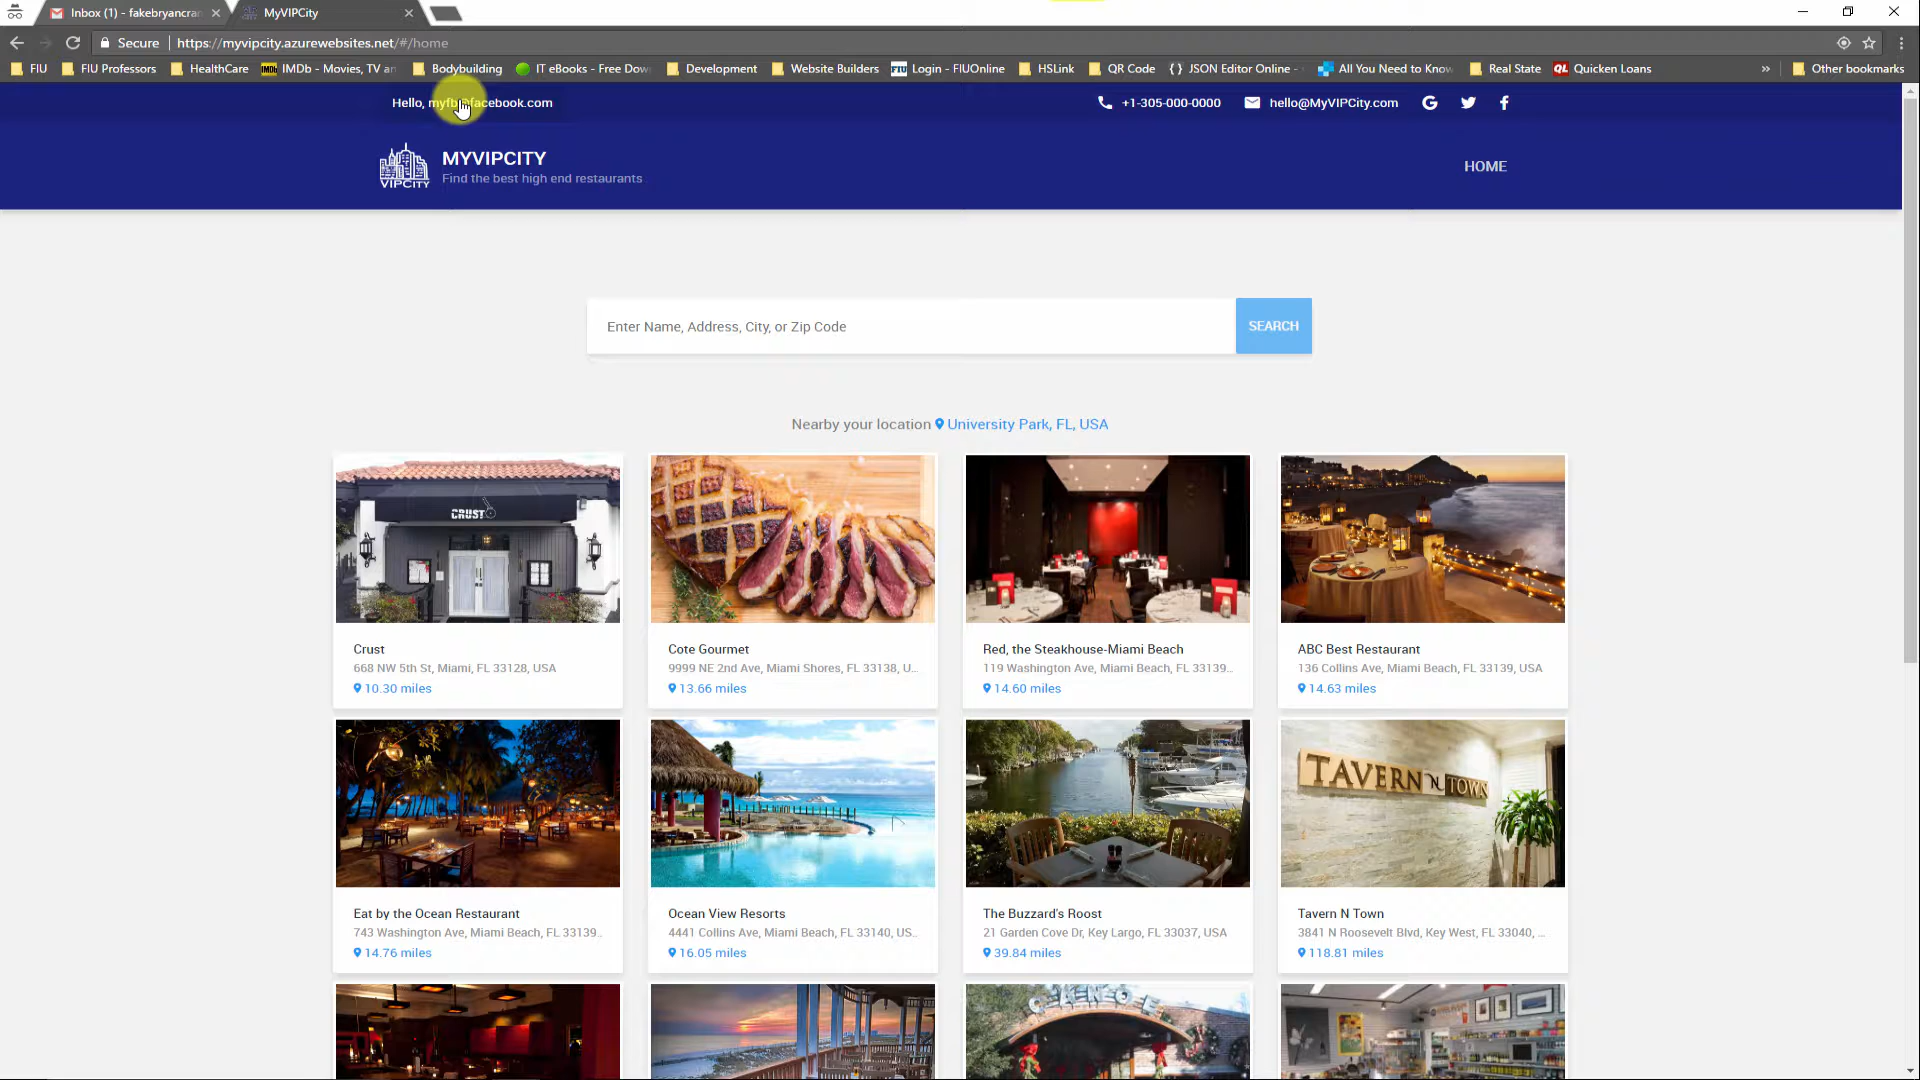 Inbox (1) - fakebryancran
MyVIPCity
Secure
https://myvipcity.azurewebsites.net/#/home
FIU
FIU Professors
HealthCare
IMDb
IMDb - Movies, TV an
Bodybuilding
IT eBooks - Free Dow
Development
Website Builders
FIU
Login - FIUOnline
HSLink
QR Code
JSON Editor Online -
All You Need to Know
Real State
QL
Quicken Loans
»
Other bookmarks
Hello, myfb@facebook.com
+1-305-000-0000
hello@MyVIPCity.com
VIPCITY
MYVIPCITY
Find the best high end restaurants
HOME
Enter Name, Address, City, or Zip Code
SEARCH
Nearby your location University Park, FL, USA
CRUST
Crust
668 NW 5th St, Miami, FL 33128, USA
10.30 miles
Cote Gourmet
9999 NE 2nd Ave, Miami Shores, FL 33138, U...
13.66 miles
Red, the Steakhouse-Miami Beach
119 Washington Ave, Miami Beach, FL 33139...
14.60 miles
ABC Best Restaurant
136 Collins Ave, Miami Beach, FL 33139, USA
14.63 miles
Eat by the Ocean Restaurant
743 Washington Ave, Miami Beach, FL 33139...
14.76 miles
Ocean View Resorts
4441 Collins Ave, Miami Beach, FL 33140, US...
16.05 miles
The Buzzard's Roost
21 Garden Cove Dr, Key Largo, FL 33037, USA
39.84 miles
TAVERN N TOWN
Tavern N Town
3841 N Roosevelt Blvd, Key West, FL 33040, ...
118.81 miles
CANOE